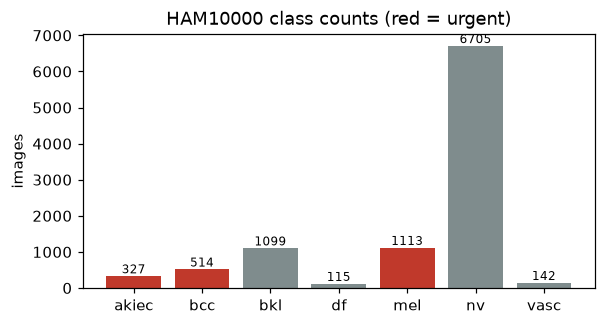 HAM10000 class counts (red = urgent)
images
7000
6000
5000
4000
3000
2000
1000
0
327
514
1099
115
1113
6705
142
akiec
bcc
bkl
df
mel
nv
vasc